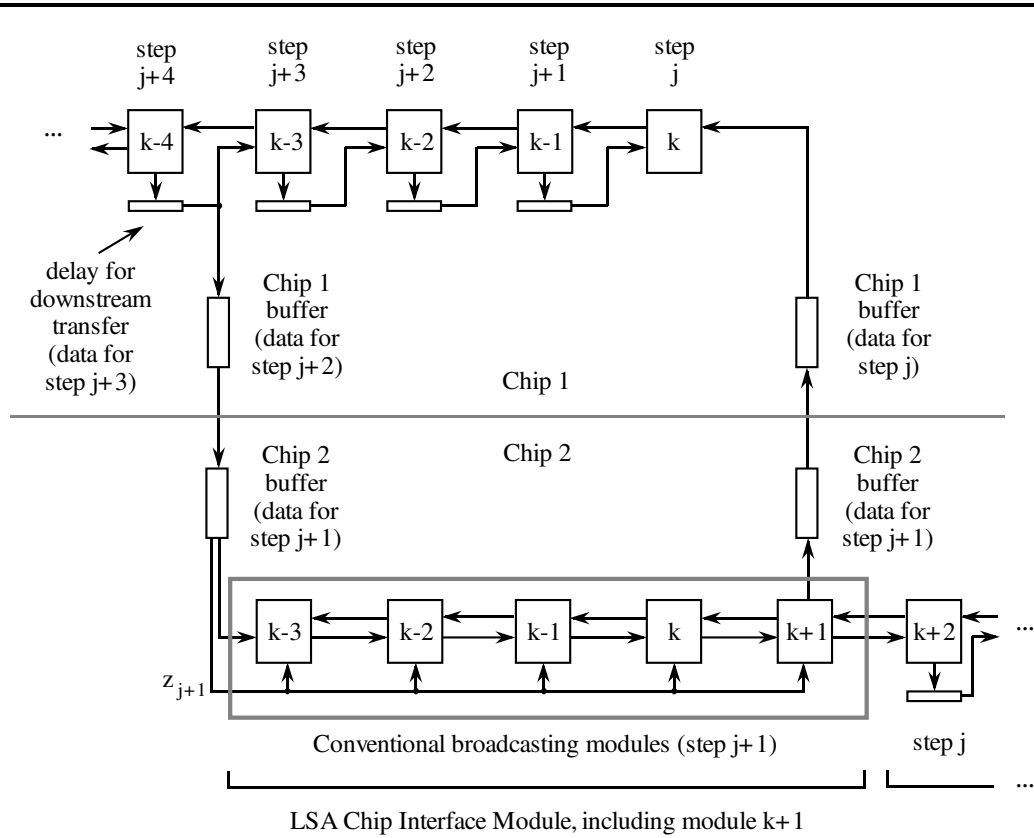 step
j+4
step
j+3
step
j+2
step
j+1
step
j
...
k-4
k-3
k-2
k-1
k
delay for
downstream
transfer
(data for
step j+3)
Chip 1
buffer
(data for
step j+2)
Chip 1
buffer
(data for
step j)
Chip 1
Chip 2
Chip 2
buffer
(data for
step j+1)
Chip 2
buffer
(data for
step j+1)
k-3
k-2
k-1
k
k+1
k+2
...
z j+1
Conventional broadcasting modules (step j+1)
step j
...
LSA Chip Interface Module, including module k+1